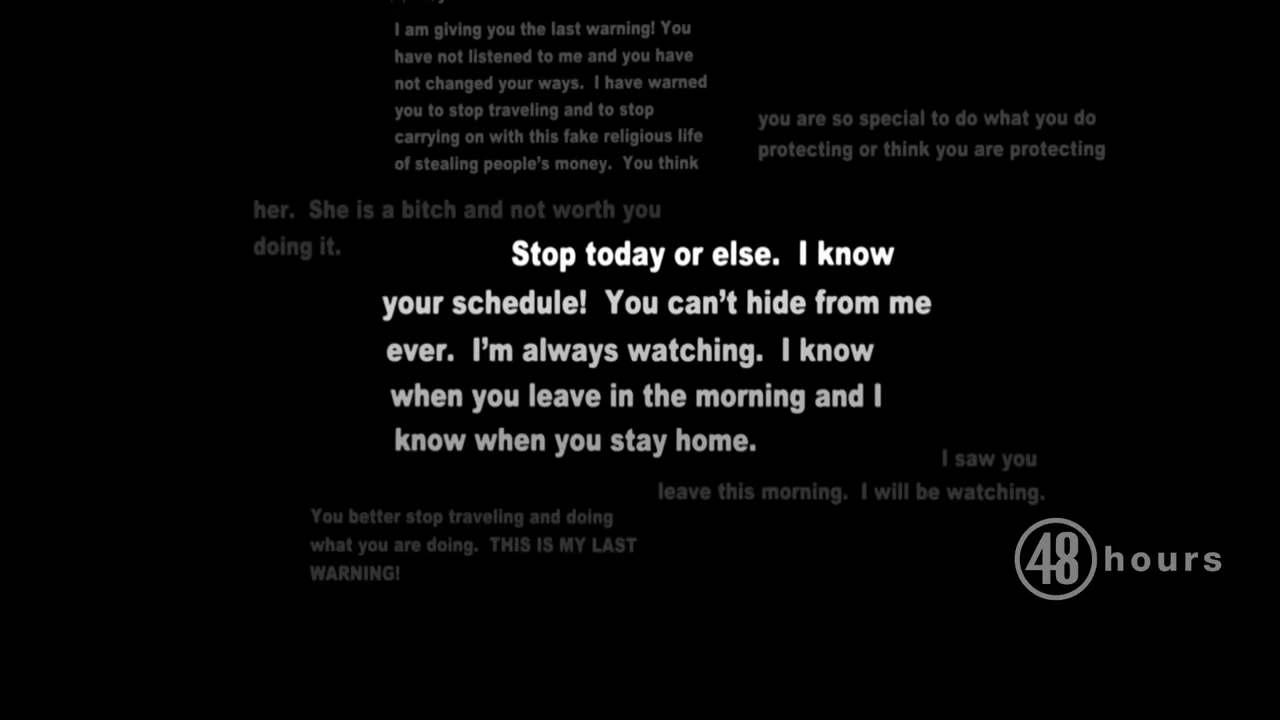 I am giving you the last warning! You
have not listened to me and you have
not changed your ways. I have warned
you to stop traveling and to stop
carrying on with this fake religious life
of stealing people's money. You think
you are so special to do what you do
protecting or think you are protecting
her. She is a bitch and not worth you
doing it.
Stop today or else. I know
your schedule! You can't hide from me
ever. I'm always watching. I know
when you leave in the morning and I
know when you stay home.
I saw you
leave this morning. I will be watching.
You better stop traveling and doing
what you are doing. THIS IS MY LAST
WARNING!
48 hours